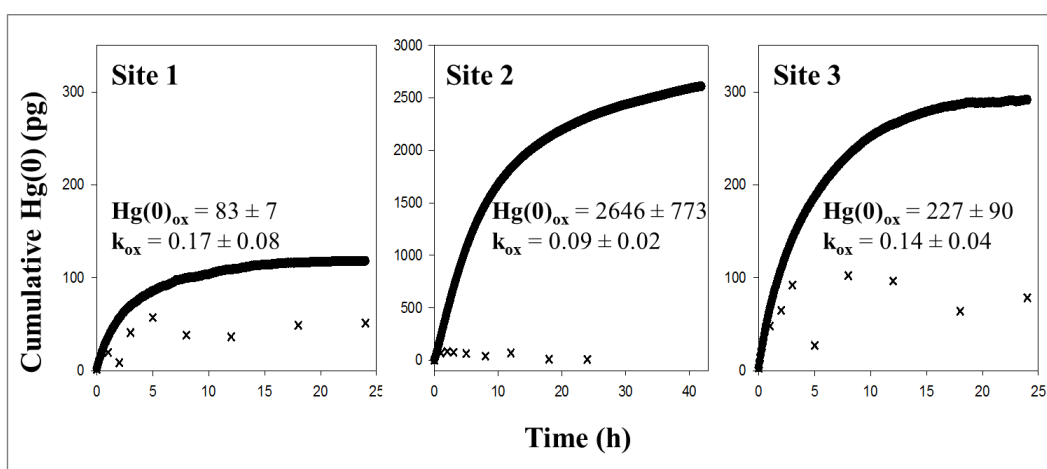 Cumulative Hg(0) (pg)
Site 1
300
200
100
0
Hg(0)ox = 83 ± 7
kox = 0.17 ± 0.08
0 5 10 15 20 25
Site 2
3000
2500
2000
1500
1000
500
0
Hg(0)ox = 2646 ± 773
kox = 0.09 ± 0.02
0 10 20 30 40
Site 3
300
200
100
0
Hg(0)ox = 227 ± 90
kox = 0.14 ± 0.04
0 5 10 15 20 25
Time (h)